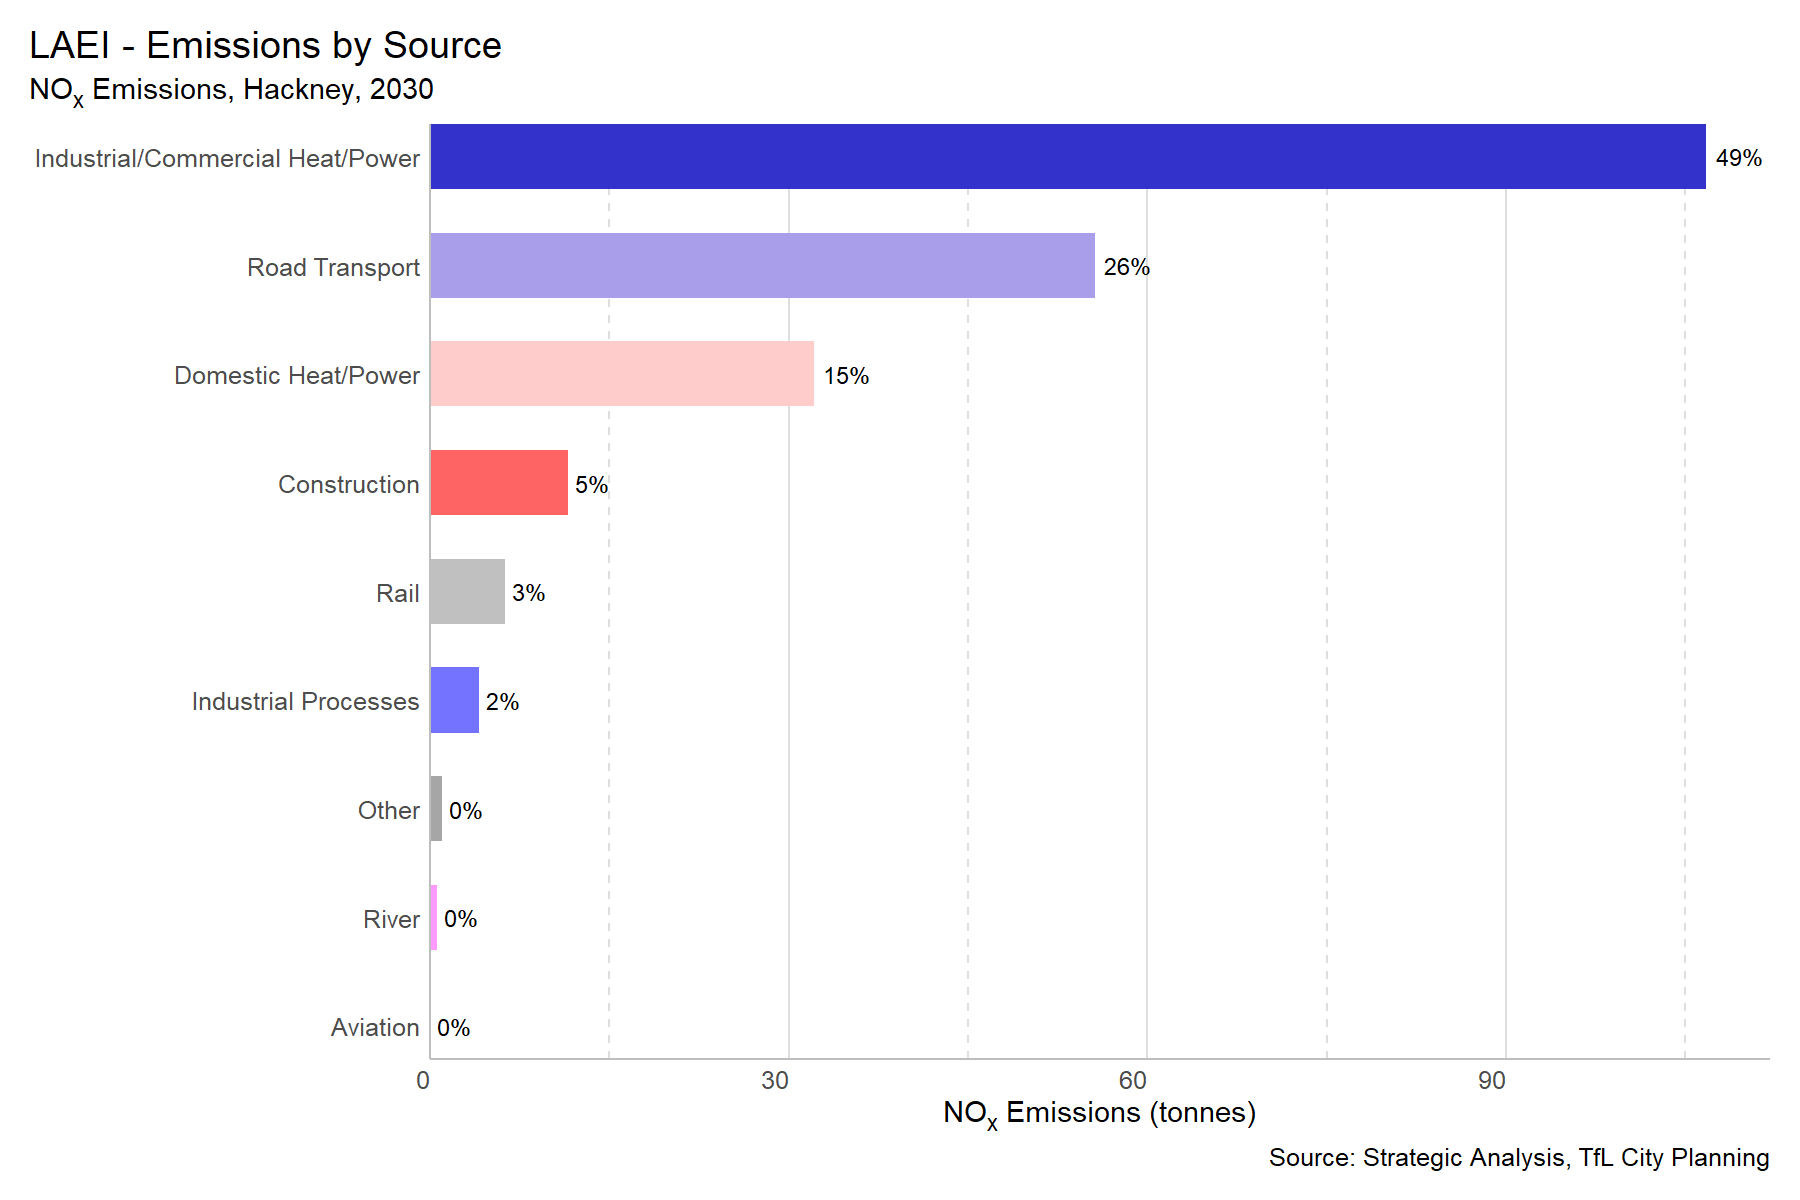 LAEI - Emissions by Source
NOx Emissions, Hackney, 2030
Industrial/Commercial Heat/Power 49%
Road Transport 26%
Domestic Heat/Power 15%
Construction 5%
Rail 3%
Industrial Processes 2%
Other 0%
River 0%
Aviation 0%
0 30 60 90
NOx Emissions (tonnes)
Source: Strategic Analysis, TfL City Planning